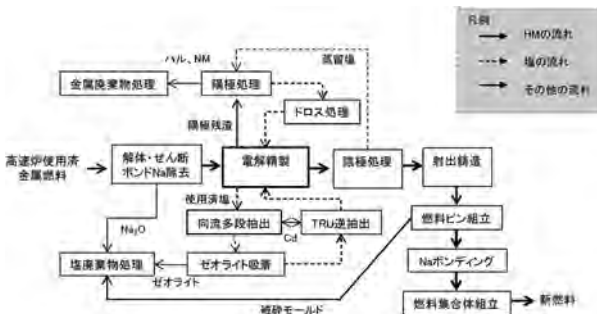 凡例
HMの流れ
塩の流れ
その他の流れ
ハル、NM
蒸留塩
金属廃棄物処理
陽極処理
ドロス処理
陽極残渣
高速炉使用済
金属燃料
解体・せん断
ボンドNa除去
電解精製
陰極処理
射出鋳造
使用済塩
Na₂O
向流多段抽出
Cd
TRU逆抽出
燃料ピン組立
塩廃棄物処理
ゼオライト吸着
ゼオライト
Naボンディング
破砕モールド
燃料集合体組立
新燃料